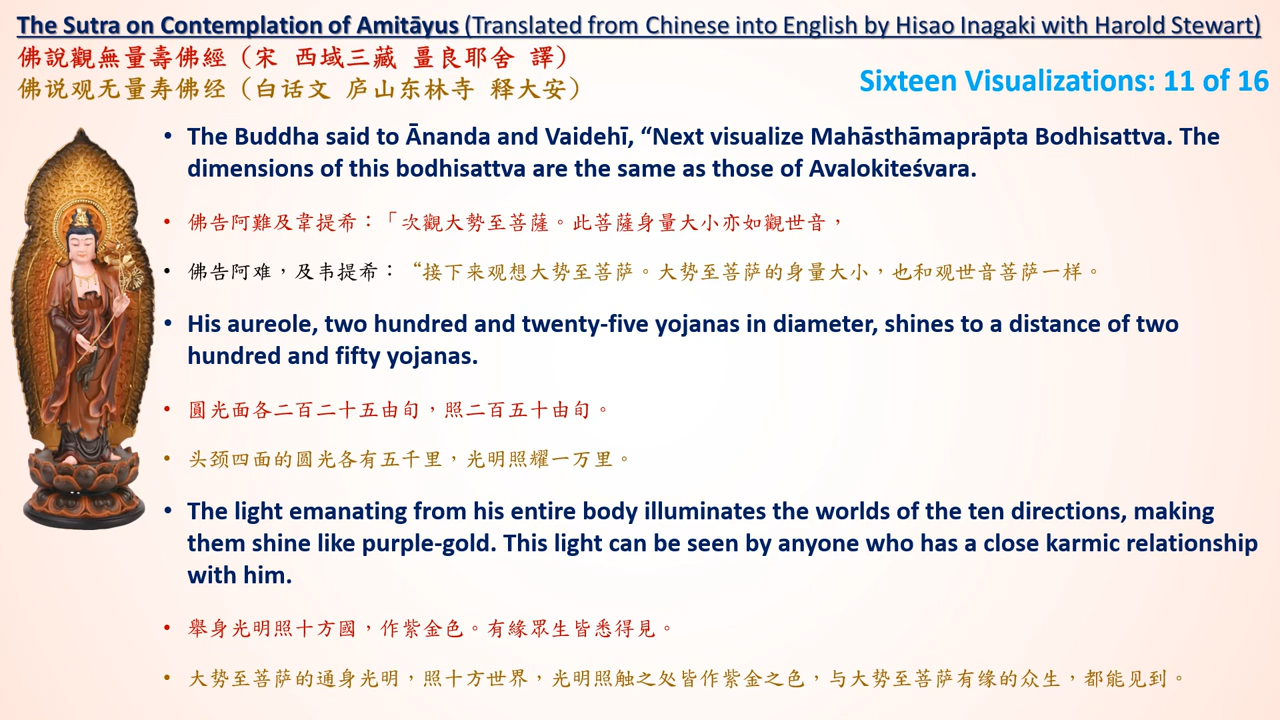 The Sutra on Contemplation of Amitāyus (Translated from Chinese into English by Hisao Inagaki with Harold Stewart)
佛說觀無量壽佛經（宋 西域三藏 畺良耶舍 譯）
佛说观无量寿佛经（白话文 庐山东林寺 释大安）
Sixteen Visualizations: 11 of 16
• The Buddha said to Ānanda and Vaidehī, “Next visualize Mahāsthāmaprāpta Bodhisattva. The
dimensions of this bodhisattva are the same as those of Avalokiteśvara.
• 佛告阿難及韋提希：「次觀大勢至菩薩。此菩薩身量大小亦如觀世音，
• 佛告阿难，及韦提希：“接下来观想大势至菩萨。大势至菩萨的身量大小，也和观世音菩萨一样。
• His aureole, two hundred and twenty-five yojanas in diameter, shines to a distance of two
hundred and fifty yojanas.
• 圓光面各二百二十五由旬，照二百五十由旬。
• 头颈四面的圆光各有五千里，光明照耀一万里。
• The light emanating from his entire body illuminates the worlds of the ten directions, making
them shine like purple-gold. This light can be seen by anyone who has a close karmic relationship
with him.
• 舉身光明照十方國，作紫金色。有緣眾生皆悉得見。
• 大势至菩萨的通身光明，照十方世界，光明照触之处皆作紫金之色，与大势至菩萨有缘的众生，都能见到。